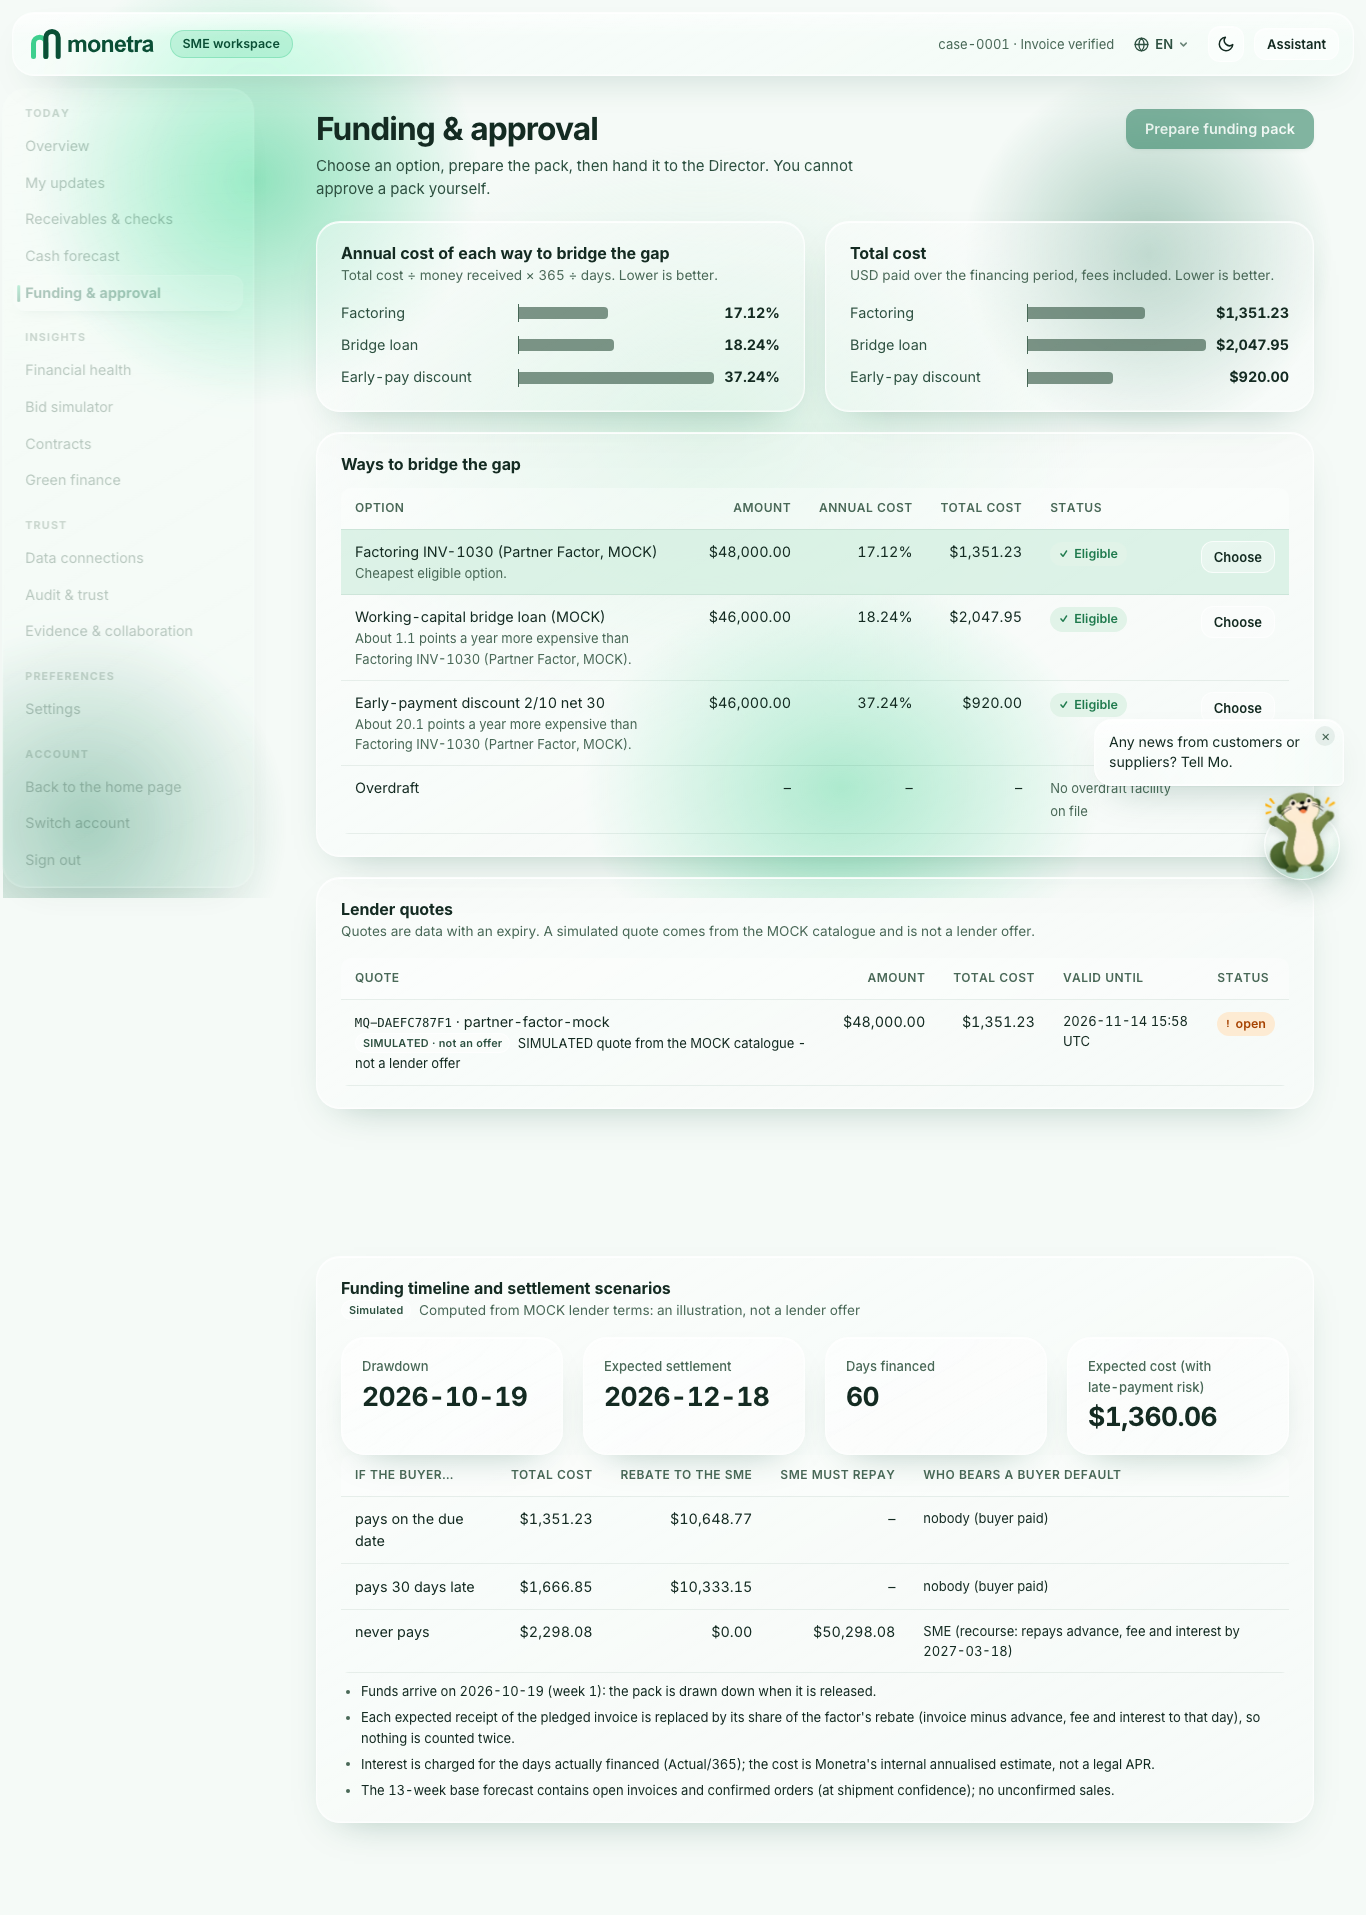 monetra
SME workspace
case-0001 · Invoice verified
EN
Assistant
TODAY
Overview
My updates
Receivables & checks
Cash forecast
Funding & approval
INSIGHTS
Financial health
Bid simulator
Contracts
Green finance
TRUST
Data connections
Audit & trust
Evidence & collaboration
PREFERENCES
Settings
ACCOUNT
Back to the home page
Switch account
Sign out
Funding & approval
Prepare funding pack
Choose an option, prepare the pack, then hand it to the Director. You cannot
approve a pack yourself.
Annual cost of each way to bridge the gap
Total cost ÷ money received × 365 ÷ days. Lower is better.
Factoring 17.12%
Bridge loan 18.24%
Early-pay discount 37.24%
Total cost
USD paid over the financing period, fees included. Lower is better.
Factoring $1,351.23
Bridge loan $2,047.95
Early-pay discount $920.00
Ways to bridge the gap
OPTION AMOUNT ANNUAL COST TOTAL COST STATUS
Factoring INV-1030 (Partner Factor, MOCK) $48,000.00 17.12% $1,351.23 ✓ Eligible Choose
Cheapest eligible option.
Working-capital bridge loan (MOCK) $46,000.00 18.24% $2,047.95 ✓ Eligible Choose
About 1.1 points a year more expensive than
Factoring INV-1030 (Partner Factor, MOCK).
Early-payment discount 2/10 net 30 $46,000.00 37.24% $920.00 ✓ Eligible Choose
About 20.1 points a year more expensive than
Factoring INV-1030 (Partner Factor, MOCK).
Overdraft – – – No overdraft facility
on file
Any news from customers or
suppliers? Tell Mo.
×
Lender quotes
Quotes are data with an expiry. A simulated quote comes from the MOCK catalogue and is not a lender offer.
QUOTE AMOUNT TOTAL COST VALID UNTIL STATUS
MQ-DAEFC787F1 · partner-factor-mock $48,000.00 $1,351.23 2026-11-14 15:58 ! open
UTC
SIMULATED · not an offer SIMULATED quote from the MOCK catalogue -
not a lender offer
Funding timeline and settlement scenarios
Simulated Computed from MOCK lender terms: an illustration, not a lender offer
Drawdown
2026-10-19
Expected settlement
2026-12-18
Days financed
60
Expected cost (with
late-payment risk)
$1,360.06
IF THE BUYER... TOTAL COST REBATE TO THE SME SME MUST REPAY WHO BEARS A BUYER DEFAULT
pays on the due $1,351.23 $10,648.77 – nobody (buyer paid)
date
pays 30 days late $1,666.85 $10,333.15 – nobody (buyer paid)
never pays $2,298.08 $0.00 $50,298.08 SME (recourse: repays advance, fee and interest by
2027-03-18)
• Funds arrive on 2026-10-19 (week 1): the pack is drawn down when it is released.
• Each expected receipt of the pledged invoice is replaced by its share of the factor's rebate (invoice minus advance, fee and interest to that day), so
nothing is counted twice.
• Interest is charged for the days actually financed (Actual/365); the cost is Monetra's internal annualised estimate, not a legal APR.
• The 13-week base forecast contains open invoices and confirmed orders (at shipment confidence); no unconfirmed sales.